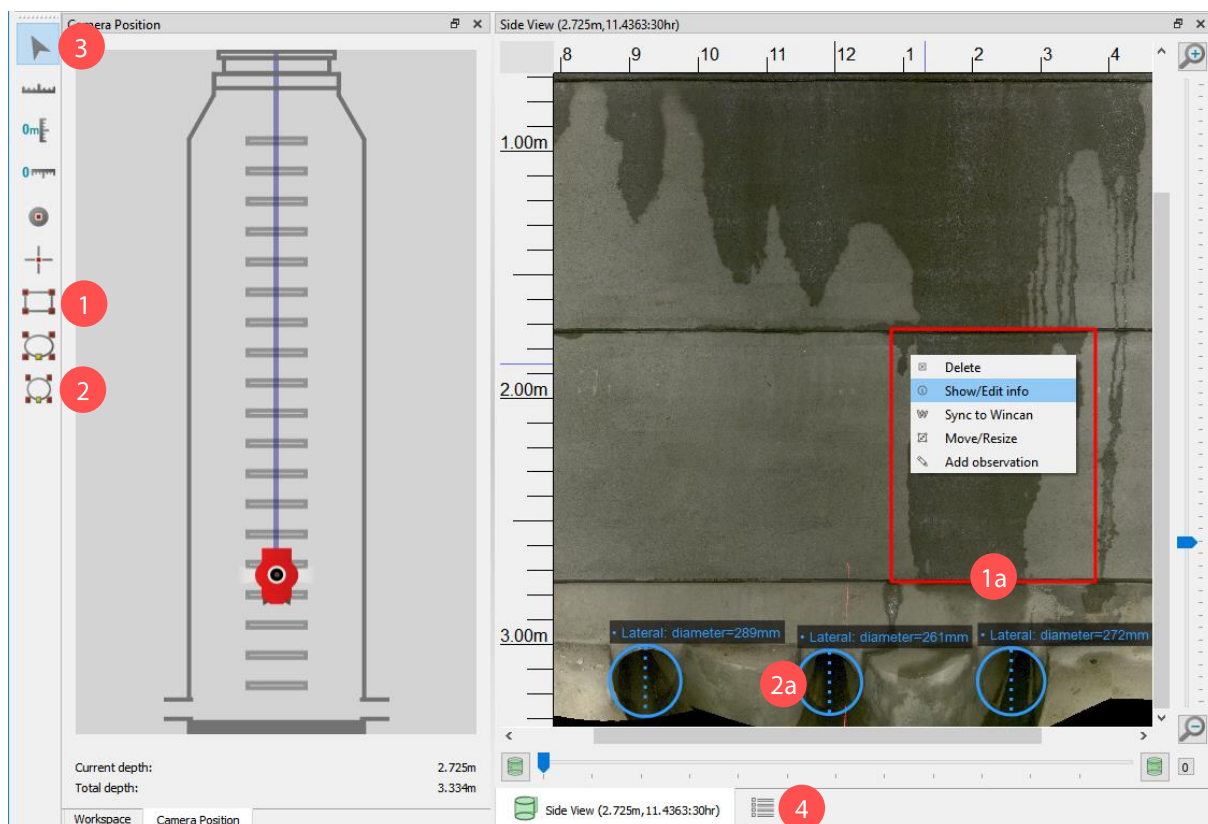 Camera Position
3
0m
0
1
2
Current depth:
2.725m
Total depth:
3.334m
Workspace
Camera Position
Side View (2.725m,11.4363:30hr)
8 9 10 11 12 1 2 3 4
1.00m
2.00m
3.00m
Delete
Show/Edit info
Sync to Wincan
Move/Resize
Add observation
1a
• Lateral: diameter=289mm
• Lateral: diameter=261mm
• Lateral: diameter=272mm
2a
0
Side View (2.725m,11.4363:30hr)
4